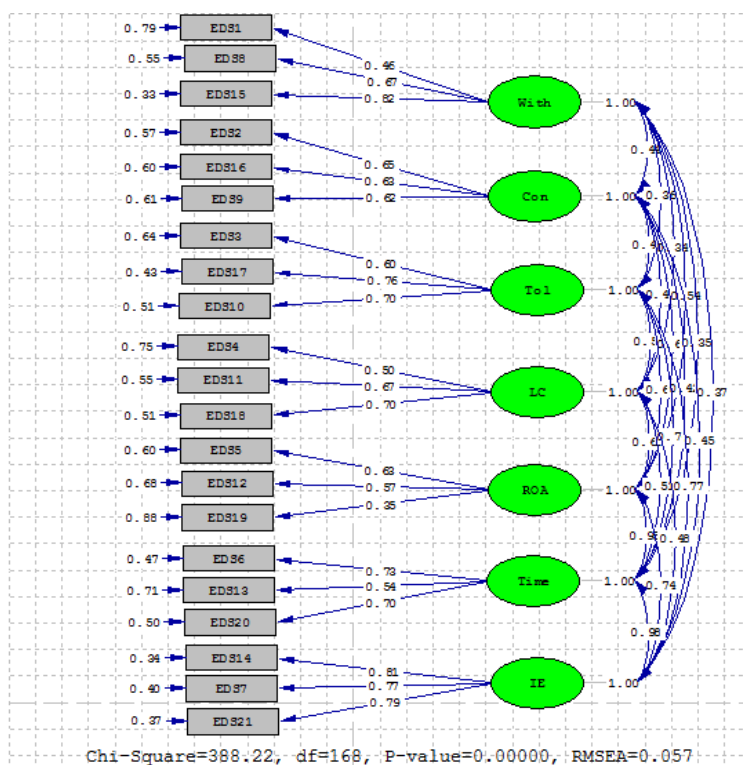 0.79 EDS1
0.55 EDS8
0.33 EDS15
0.57 EDS2
0.60 EDS16
0.61 EDS9
0.64 EDS3
0.43 EDS17
0.51 EDS10
0.75 EDS4
0.55 EDS11
0.51 EDS18
0.60 EDS5
0.68 EDS12
0.88 EDS19
0.47 EDS6
0.71 EDS13
0.50 EDS20
0.34 EDS14
0.40 EDS7
0.37 EDS21
0.46
0.67
0.82
0.65
0.63
0.62
0.60
0.76
0.70
0.50
0.67
0.70
0.63
0.57
0.35
0.73
0.54
0.70
0.81
0.77
0.79
With 1.00
Con 1.00
Tol 1.00
LC 1.00
ROA 1.00
Time 1.00
IE 1.00
0.54
0.35
0.37
0.45
0.77
0.48
0.74
0.98
Chi-Square=388.22, df=168, P-value=0.00000, RMSEA=0.057